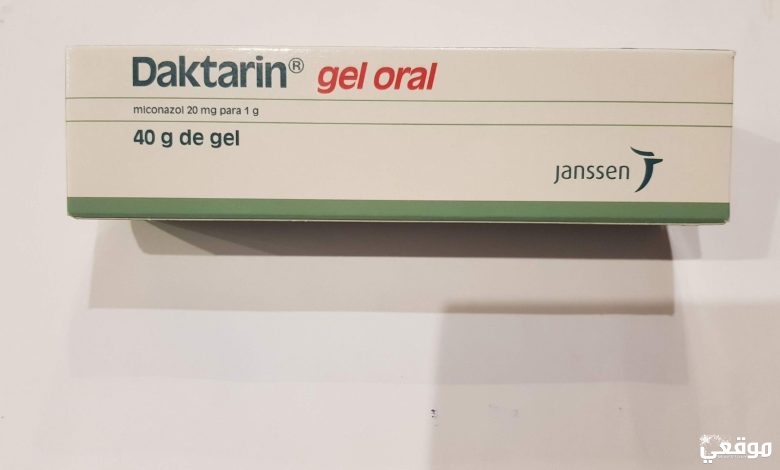 Daktarin® gel oral
miconazol 20 mg para 1 g
40 g de gel
janssen
موقعي